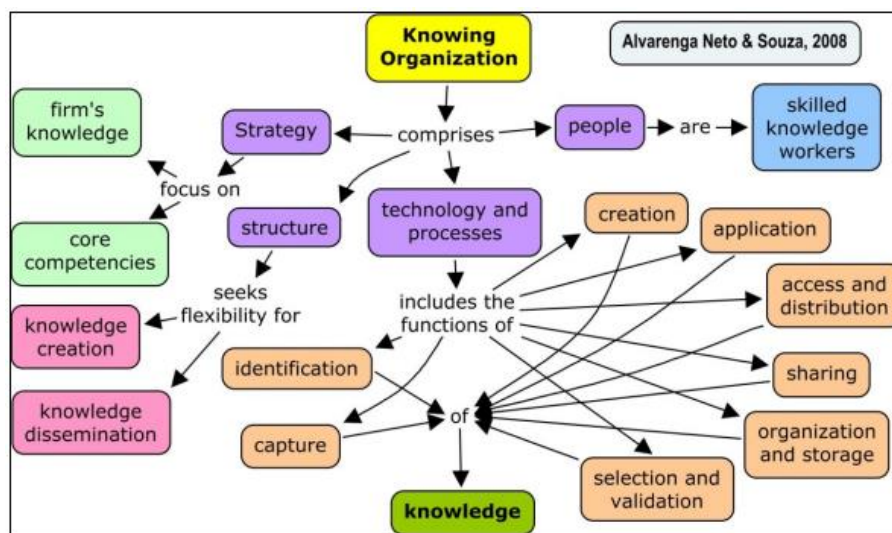 Knowing
Organization
Alvarenga Neto & Souza, 2008
firm's
knowledge
Strategy
comprises
people
are
skilled
knowledge
workers
focus on
core
competencies
structure
technology and
processes
creation
application
seeks
flexibility for
includes the
functions of
access and
distribution
knowledge
creation
identification
sharing
knowledge
dissemination
capture
of
organization
and storage
selection and
validation
knowledge